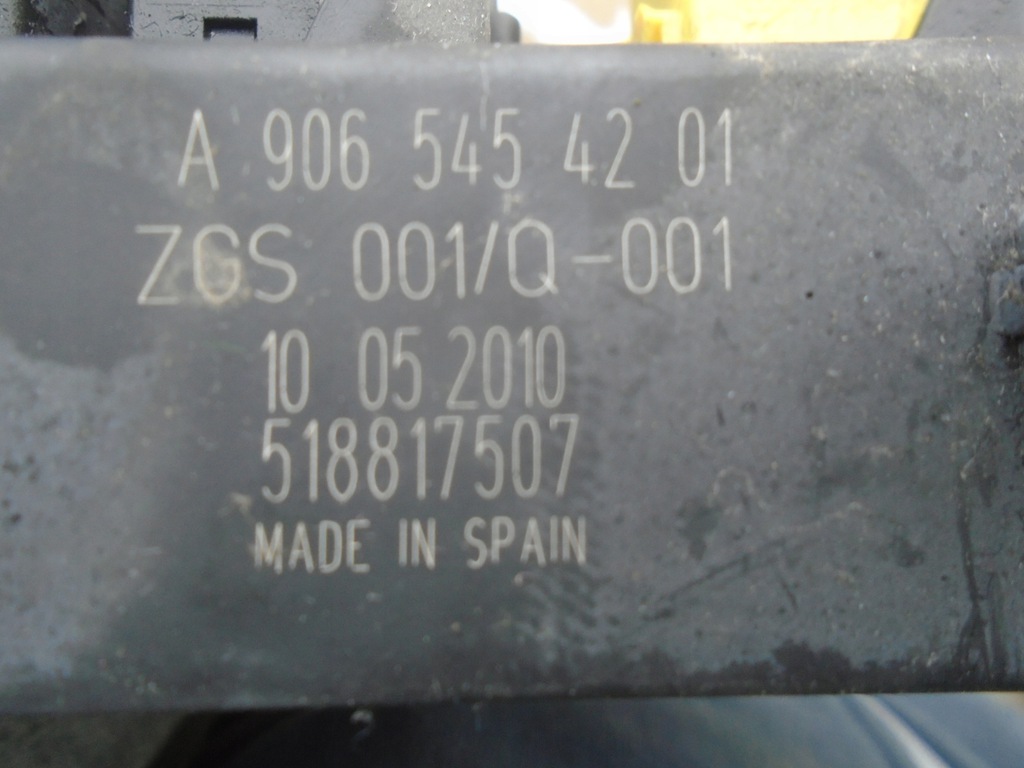 A 906 545 42 01
ZGS 001/Q-001
10 05 2010
518817507
MADE IN SPAIN